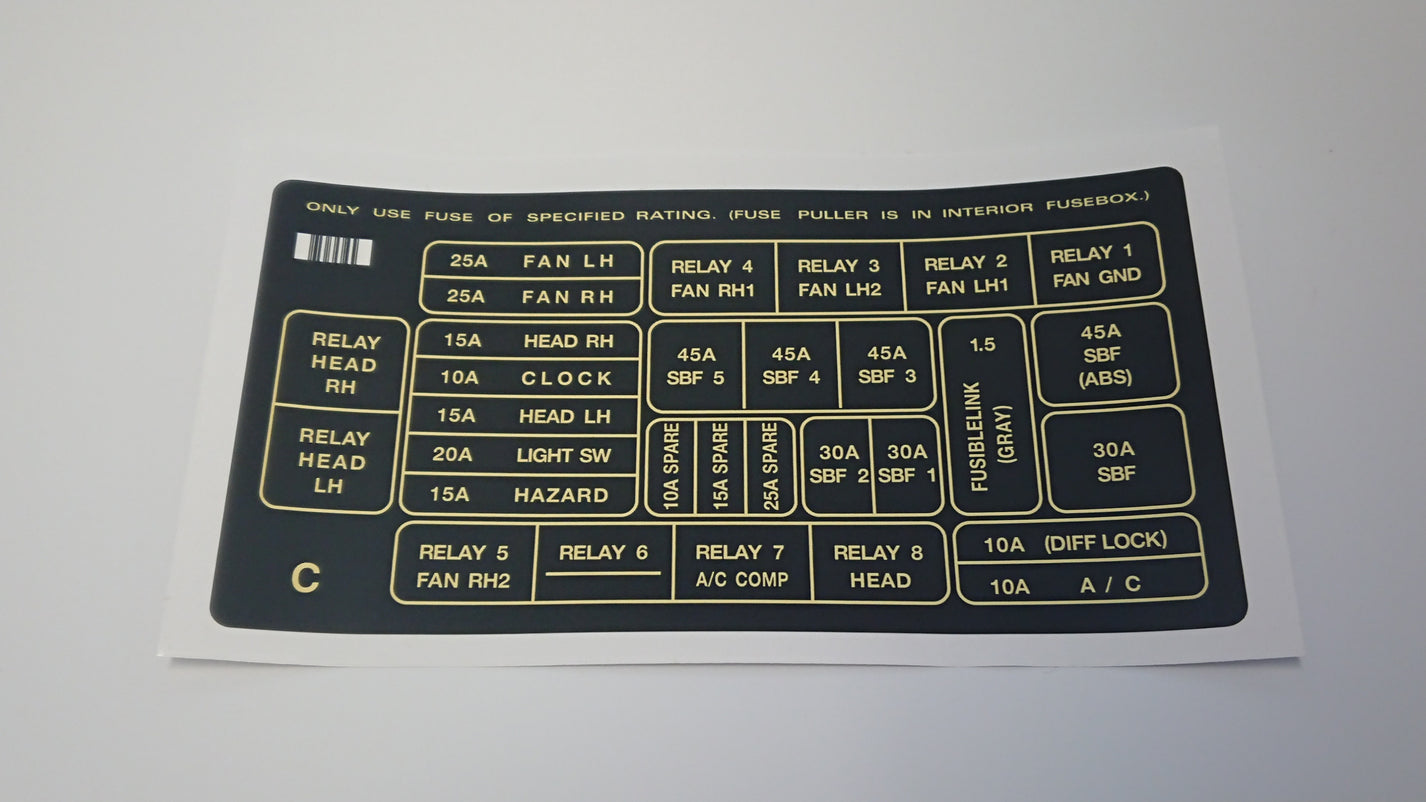 ONLY USE FUSE OF SPECIFIED RATING. (FUSE PULLER IS IN INTERIOR FUSEBOX.)
25A FAN LH
25A FAN RH
RELAY 4
FAN RH1
RELAY 3
FAN LH2
RELAY 2
FAN LH1
RELAY 1
FAN GND
RELAY
HEAD
RH
RELAY
HEAD
LH
15A HEAD RH
10A CLOCK
15A HEAD LH
20A LIGHT SW
15A HAZARD
45A
SBF 5
45A
SBF 4
45A
SBF 3
10A SPARE
15A SPARE
25A SPARE
30A
SBF 2
30A
SBF 1
1.5
FUSIBLELINK
(GRAY)
45A
SBF
(ABS)
30A
SBF
C
RELAY 5
FAN RH2
RELAY 6
RELAY 7
A/C COMP
RELAY 8
HEAD
10A (DIFF LOCK)
10A A / C